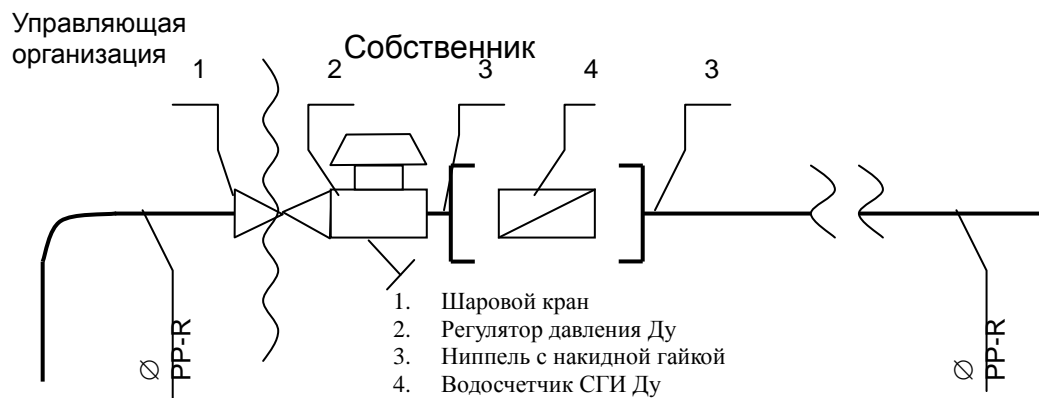 Управляющая
организация
Собственник
1 2 3 4 3
1. Шаровой кран
2. Регулятор давления Ду
3. Ниппель с накидной гайкой
4. Водосчетчик СГИ Ду
∅ PP-R
∅ PP-R